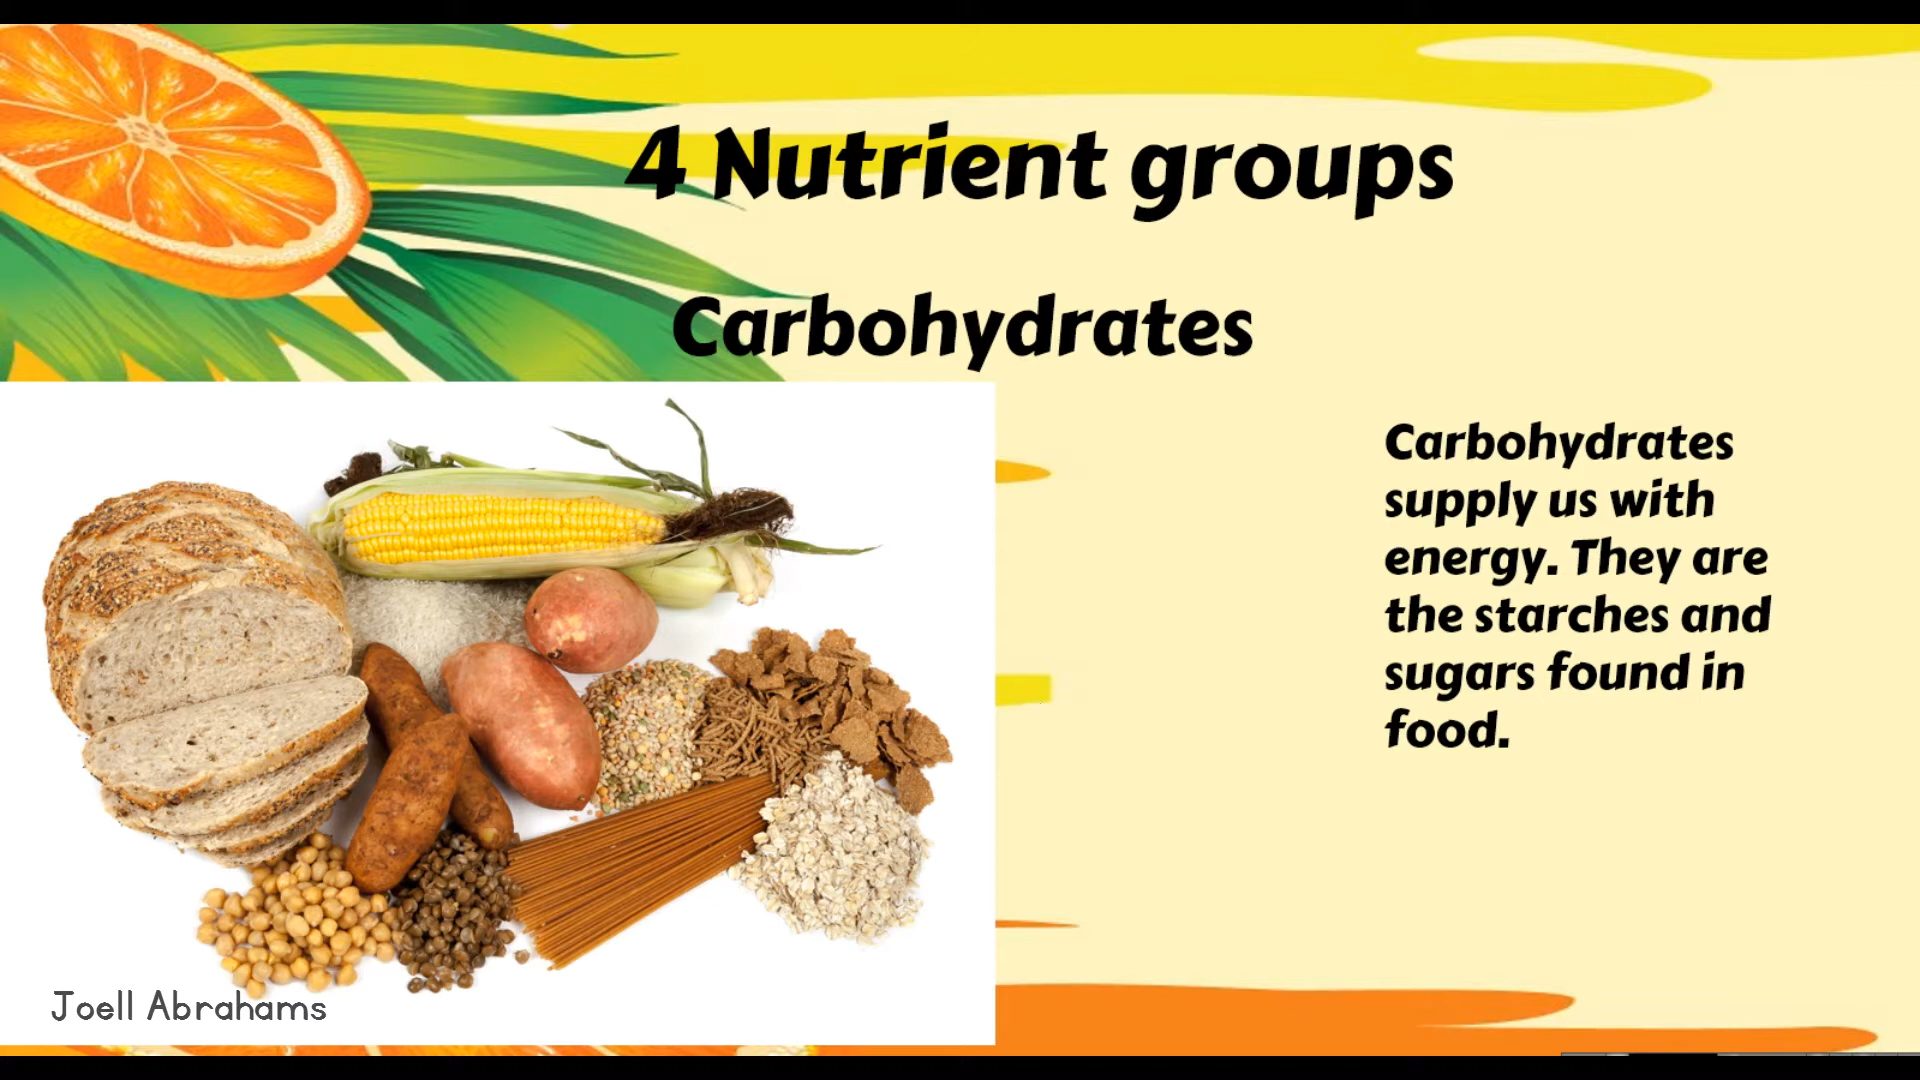 4 Nutrient groups
Carbohydrates
Carbohydrates
supply us with
energy. They are
the starches and
sugars found in
food.
Joell Abrahams